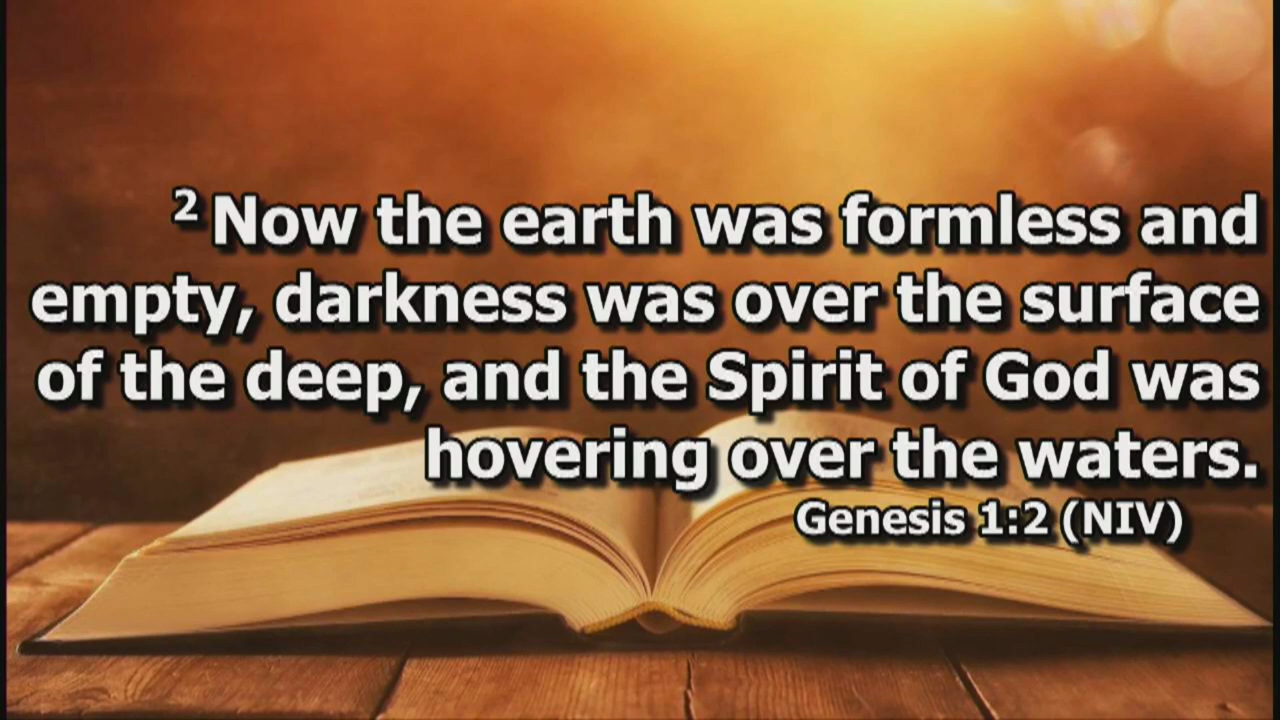 ² Now the earth was formless and
empty, darkness was over the surface
of the deep, and the Spirit of God was
hovering over the waters.
Genesis 1:2 (NIV)